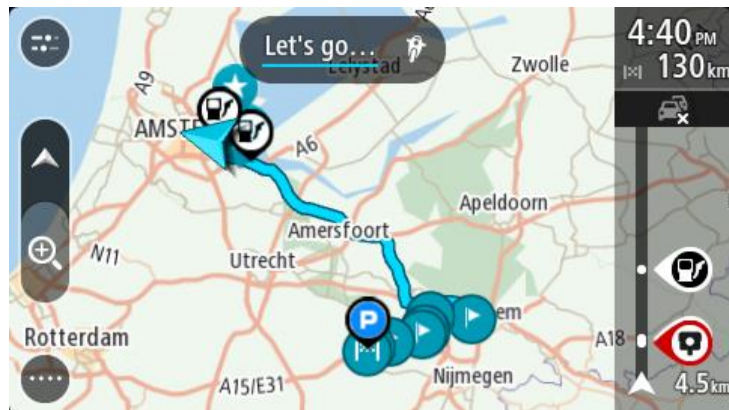 Let's go...
4:40 PM
130 km
Lelystad
Zwolle
A9
AMST
A6
Apeldoorn
Amersfoort
N11
Utrecht
em
Rotterdam
A18
P
A15/E31
Nijmegen
4.5 km